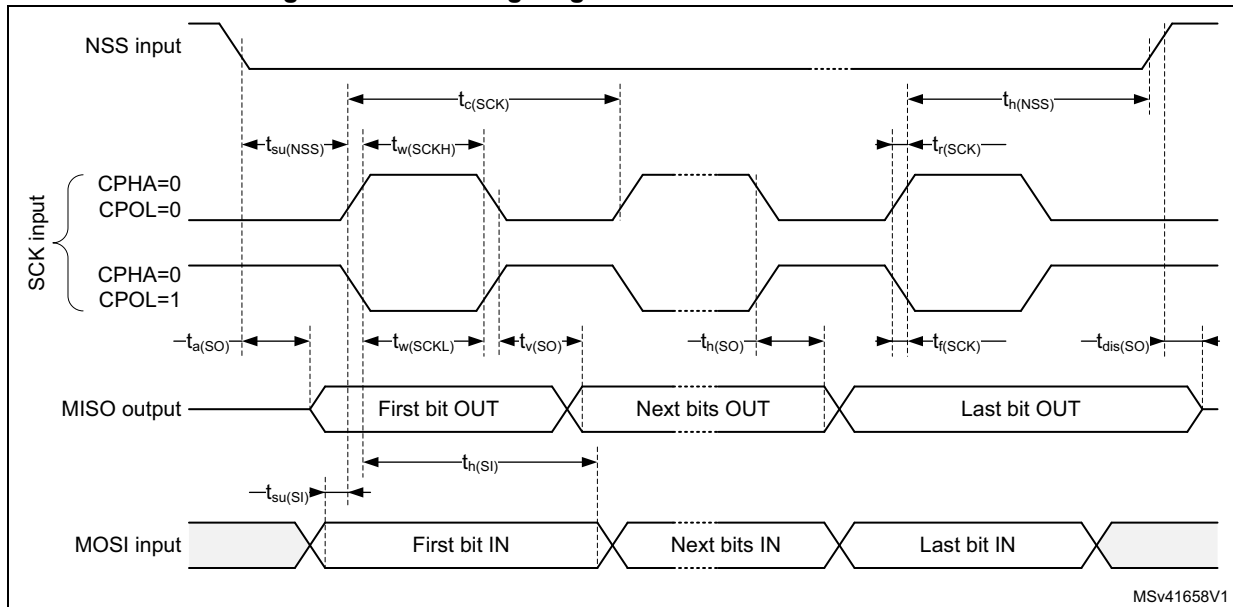 NSS input
tc(SCK)
th(NSS)
tsu(NSS)
tw(SCKH)
tr(SCK)
SCK input
CPHA=0
CPOL=0
CPHA=0
CPOL=1
ta(SO)
tw(SCKL)
tv(SO)
th(SO)
tf(SCK)
tdis(SO)
MISO output
First bit OUT
Next bits OUT
Last bit OUT
th(SI)
tsu(SI)
MOSI input
First bit IN
Next bits IN
Last bit IN
MSv41658V1